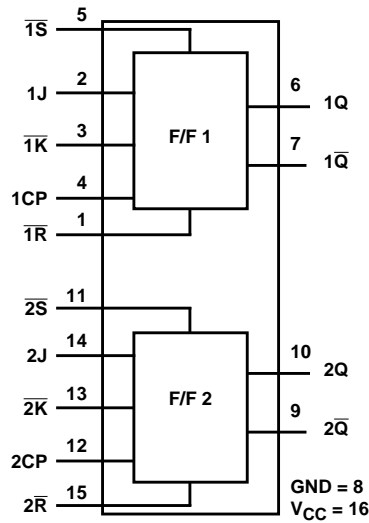 5
1S̅
2
1J
6
1Q
3
1K̅
F/F 1
7
1Q̅
4
1CP
1
1R̅
11
2S̅
14
2J
10
2Q
13
2K̅
F/F 2
9
2Q̅
12
2CP
15
2R̅
GND = 8
VCC = 16